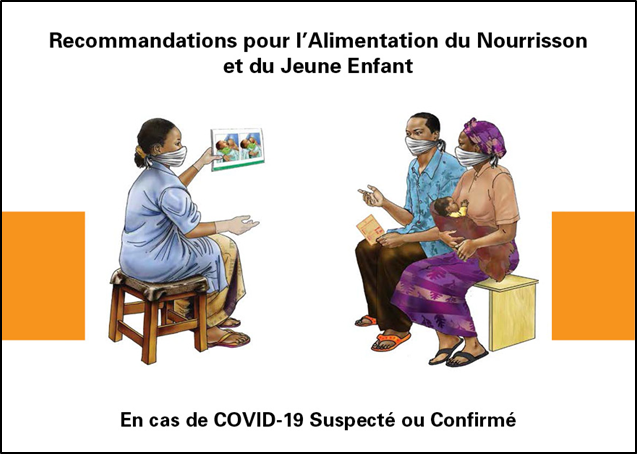 Recommandations pour l’Alimentation du Nourrisson
et du Jeune Enfant
En cas de COVID-19 Suspecté ou Confirmé